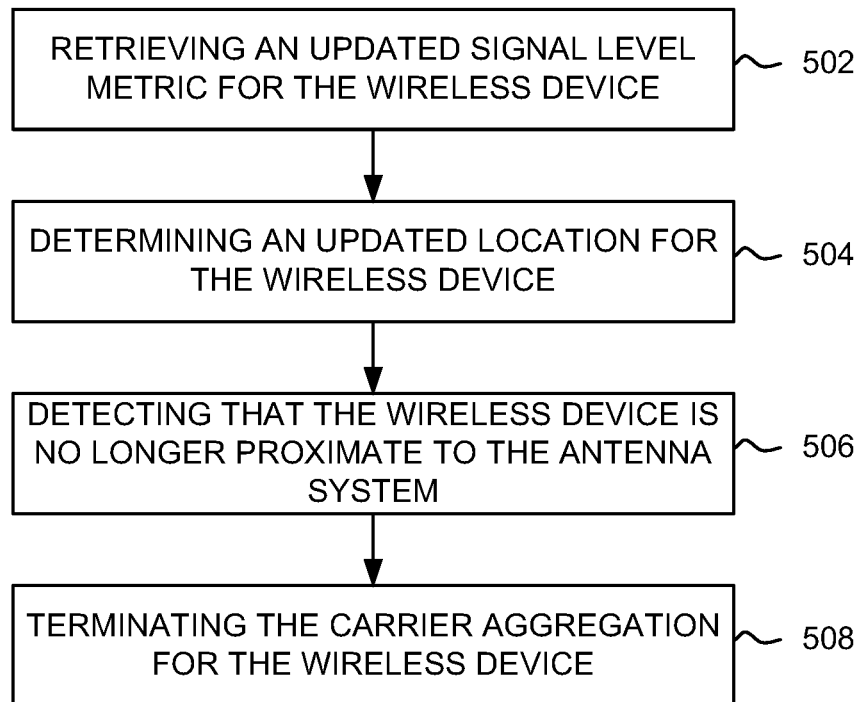 RETRIEVING AN UPDATED SIGNAL LEVEL
METRIC FOR THE WIRELESS DEVICE
502
DETERMINING AN UPDATED LOCATION FOR
THE WIRELESS DEVICE
504
DETECTING THAT THE WIRELESS DEVICE IS
NO LONGER PROXIMATE TO THE ANTENNA
SYSTEM
506
TERMINATING THE CARRIER AGGREGATION
FOR THE WIRELESS DEVICE
508